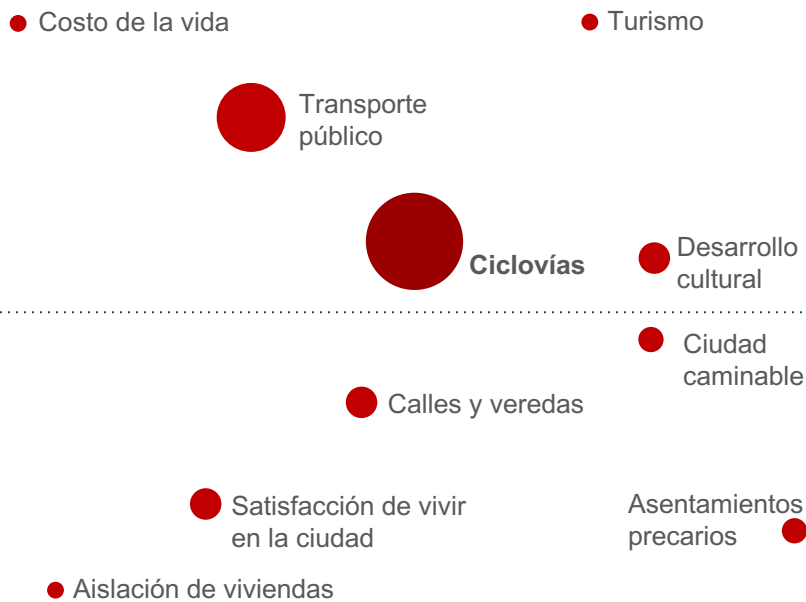 Costo de la vida
Turismo
Transporte
público
Ciclovías
Desarrollo
cultural
Ciudad
caminable
Calles y veredas
Satisfacción de vivir
en la ciudad
Asentamientos
precarios
Aislación de viviendas